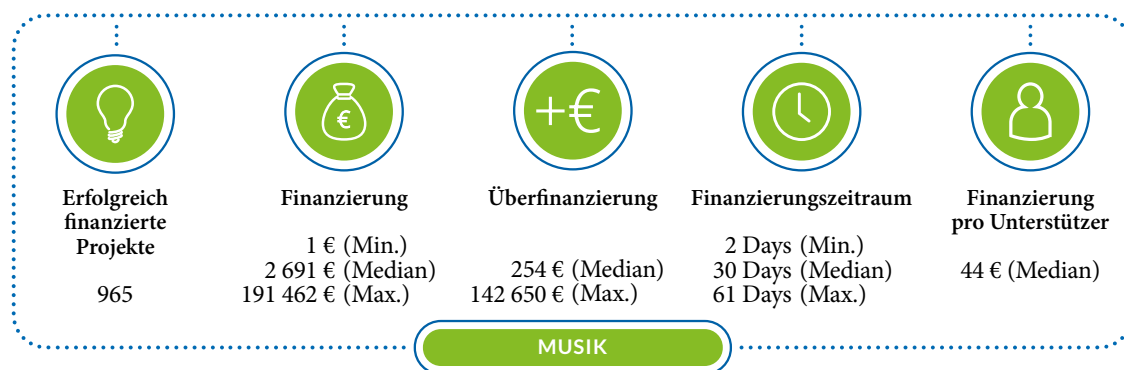 €
+€
Erfolgreich
finanzierte
Projekte
965
Finanzierung
1 € (Min.)
2 691 € (Median)
191 462 € (Max.)
Überfinanzierung
254 € (Median)
142 650 € (Max.)
Finanzierungszeitraum
2 Days (Min.)
30 Days (Median)
61 Days (Max.)
Finanzierung
pro Unterstützer
44 € (Median)
MUSIK